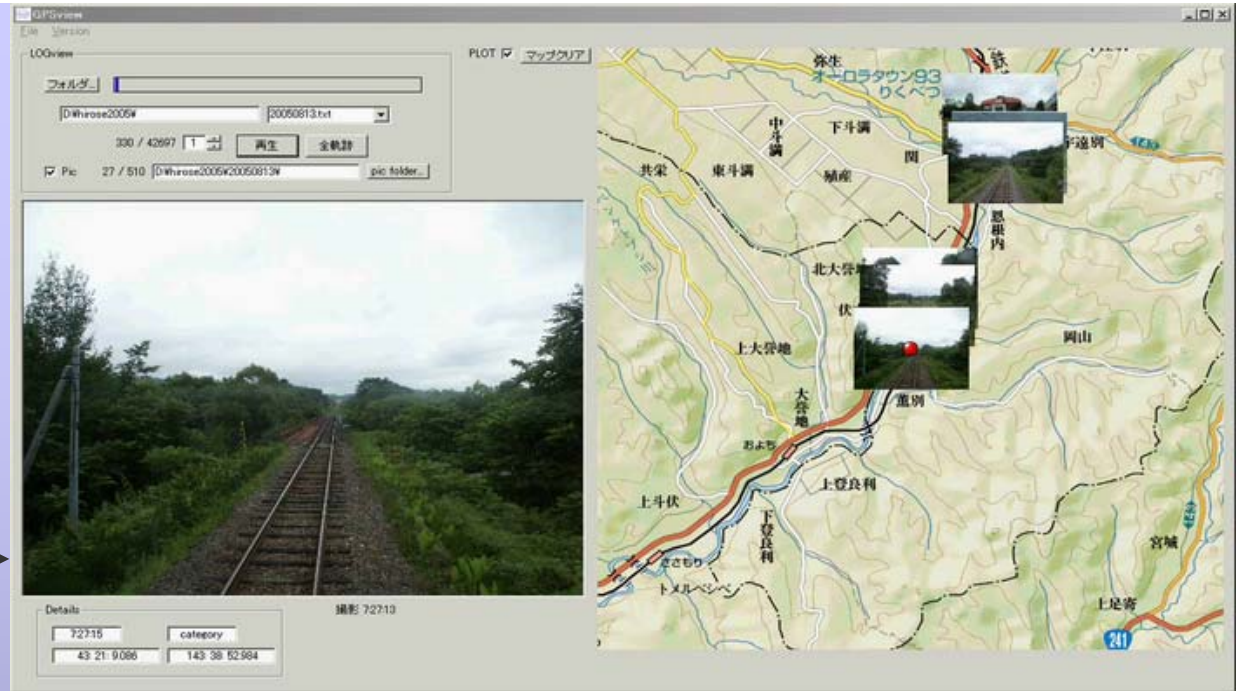 GPSview
File Version
LOGview
PLOT
マップクリア
フォルダ...
D:¥hirose2005¥
20050813.txt
330 / 42697
1
再生
全軌跡
Pic
27 / 510
D:¥hirose2005¥20050813¥
pic folder...
撮影 7:27:13
Details
7:27:15
category
43: 21: 9.086
143: 38: 52.984
弥生
オーロラタウン93
りくべつ
鉄
中斗満
下斗満
関
宇遠別
共栄
東斗満
殖産
恩根内
北大誉地
伏
上大誉地
岡山
大誉地
薫別
およち
上斗伏
上登良利
下登良利
ささもり
トメルベシベ
宮城
上足寄
241